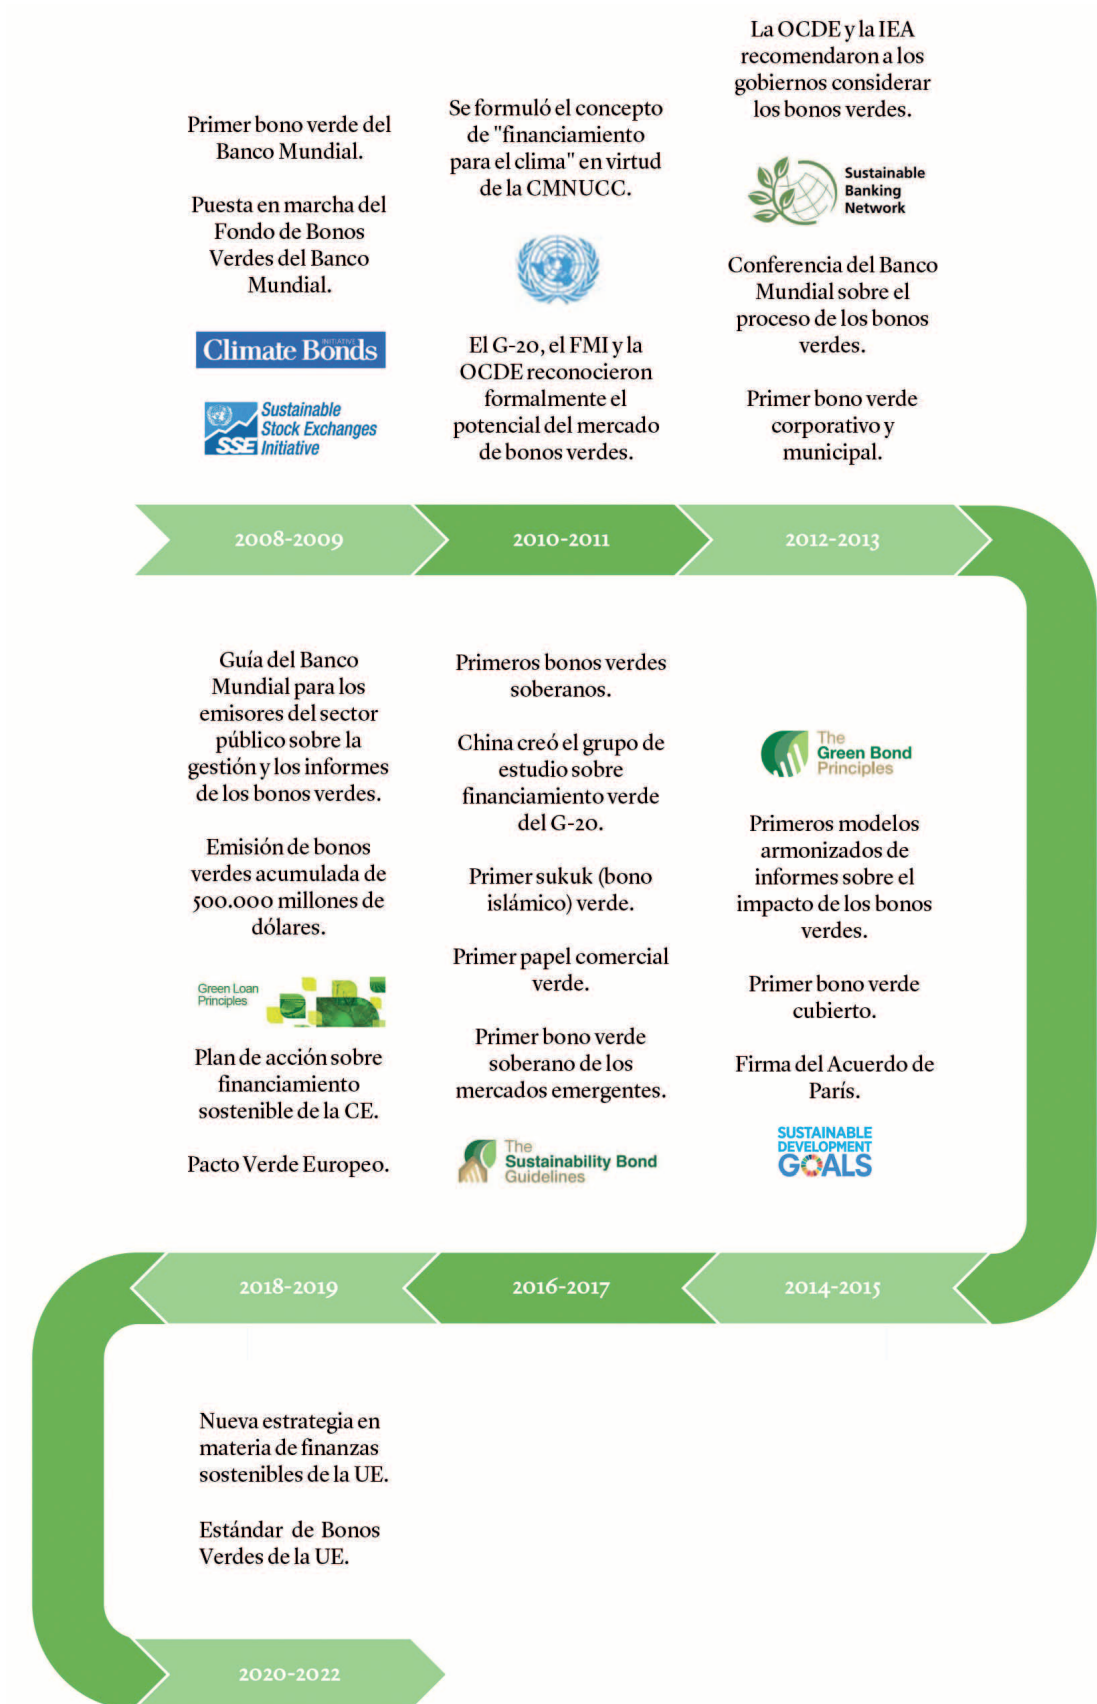 Primer bono verde del
Banco Mundial.
Puesta en marcha del
Fondo de Bonos
Verdes del Banco
Mundial.
Climate Bonds
INITIATIVE
SSE
Sustainable
Stock Exchanges
Initiative
2008-2009
Se formuló el concepto
de "financiamiento
para el clima" en virtud
de la CMNUCC.
El G-20, el FMI y la
OCDE reconocieron
formalmente el
potencial del mercado
de bonos verdes.
2010-2011
La OCDE y la IEA
recomendaron a los
gobiernos considerar
los bonos verdes.
Sustainable
Banking
Network
Conferencia del Banco
Mundial sobre el
proceso de los bonos
verdes.
Primer bono verde
corporativo y
municipal.
2012-2013
The
Green Bond
Principles
Primeros modelos
armonizados de
informes sobre el
impacto de los bonos
verdes.
Primer bono verde
cubierto.
Firma del Acuerdo de
París.
SUSTAINABLE
DEVELOPMENT
GOALS
2014-2015
Primeros bonos verdes
soberanos.
China creó el grupo de
estudio sobre
financiamiento verde
del G-20.
Primer sukuk (bono
islámico) verde.
Primer papel comercial
verde.
Primer bono verde
soberano de los
mercados emergentes.
The
Sustainability Bond
Guidelines
2016-2017
Guía del Banco
Mundial para los
emisores del sector
público sobre la
gestión y los informes
de los bonos verdes.
Emisión de bonos
verdes acumulada de
500.000 millones de
dólares.
Green Loan
Principles
Plan de acción sobre
financiamiento
sostenible de la CE.
Pacto Verde Europeo.
2018-2019
Nueva estrategia en
materia de finanzas
sostenibles de la UE.
Estándar de Bonos
Verdes de la UE.
2020-2022